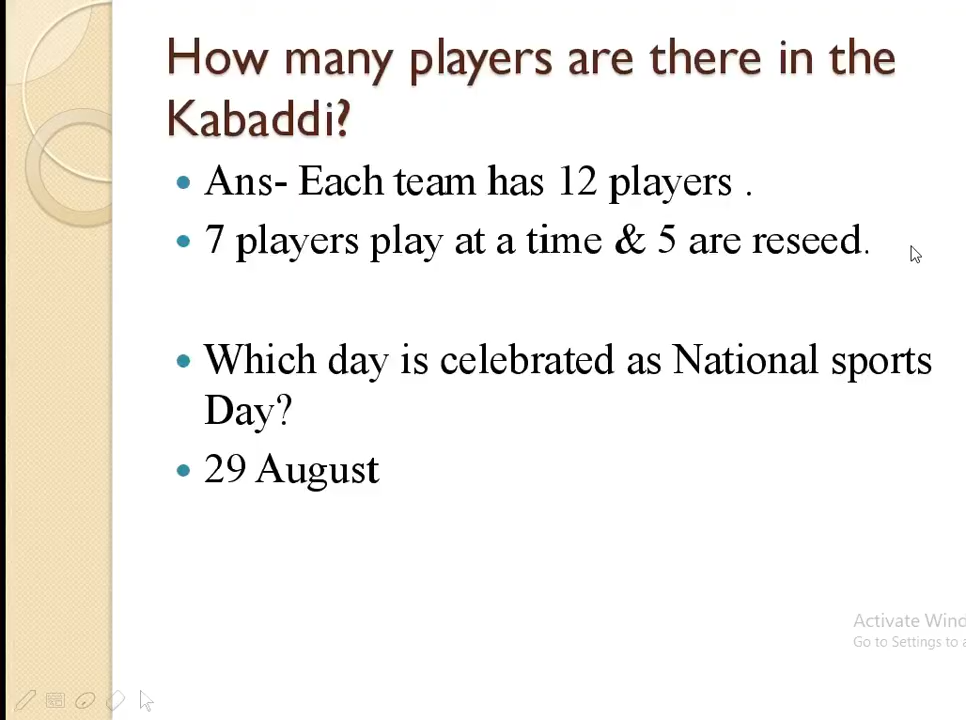 How many players are there in the
Kabaddi?
Ans- Each team has 12 players .
7 players play at a time & 5 are reseed.
Which day is celebrated as National sports
Day?
29 August
Activate Wind
Go to Settings to a